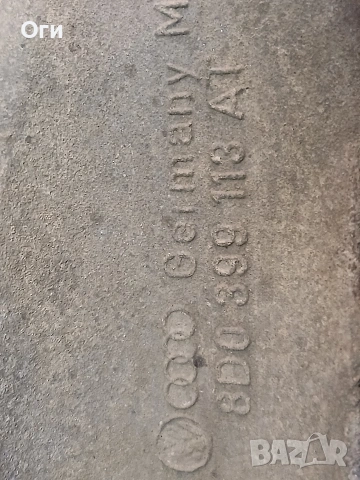 Оги
Germany M
8D0 399 113 AT
BAZAR